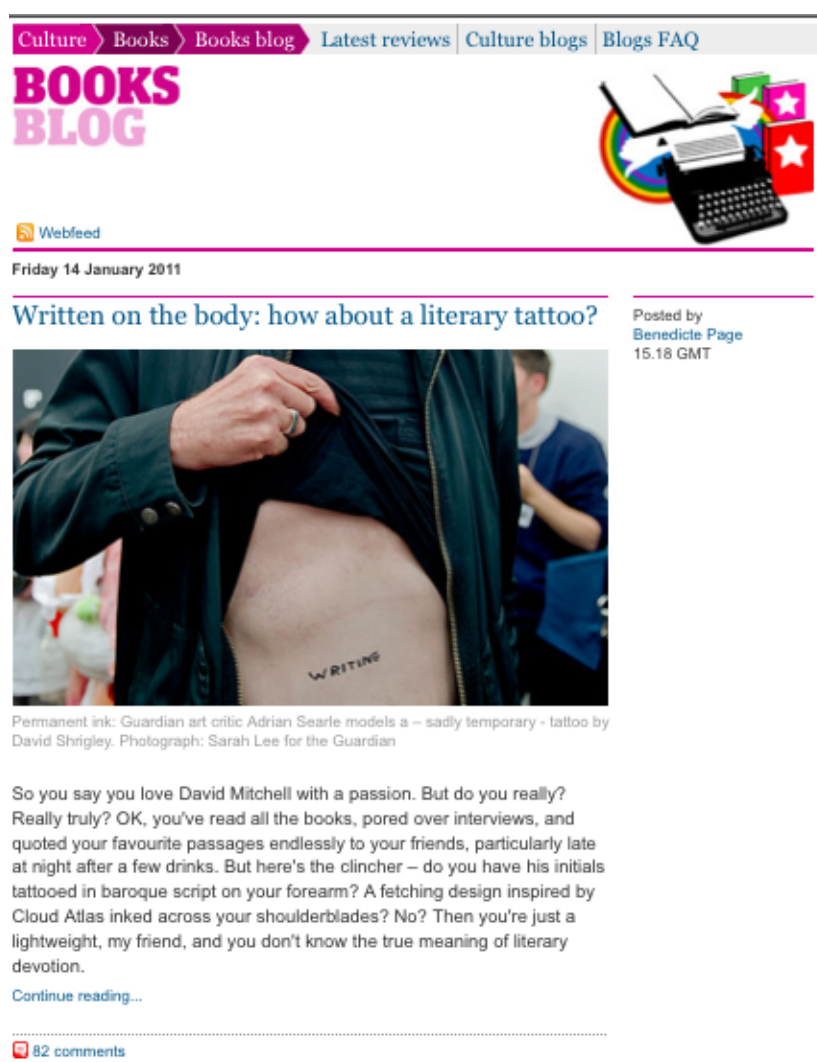 Culture Books Books blog Latest reviews Culture blogs Blogs FAQ
BOOKS
BLOG
Webfeed
Friday 14 January 2011
Written on the body: how about a literary tattoo?
Posted by
Benedicte Page
15.18 GMT
WRITING
Permanent ink: Guardian art critic Adrian Searle models a – sadly temporary - tattoo by
David Shrigley. Photograph: Sarah Lee for the Guardian
So you say you love David Mitchell with a passion. But do you really?
Really truly? OK, you've read all the books, pored over interviews, and
quoted your favourite passages endlessly to your friends, particularly late
at night after a few drinks. But here's the clincher – do you have his initials
tattooed in baroque script on your forearm? A fetching design inspired by
Cloud Atlas inked across your shoulderblades? No? Then you're just a
lightweight, my friend, and you don't know the true meaning of literary
devotion.
Continue reading...
82 comments